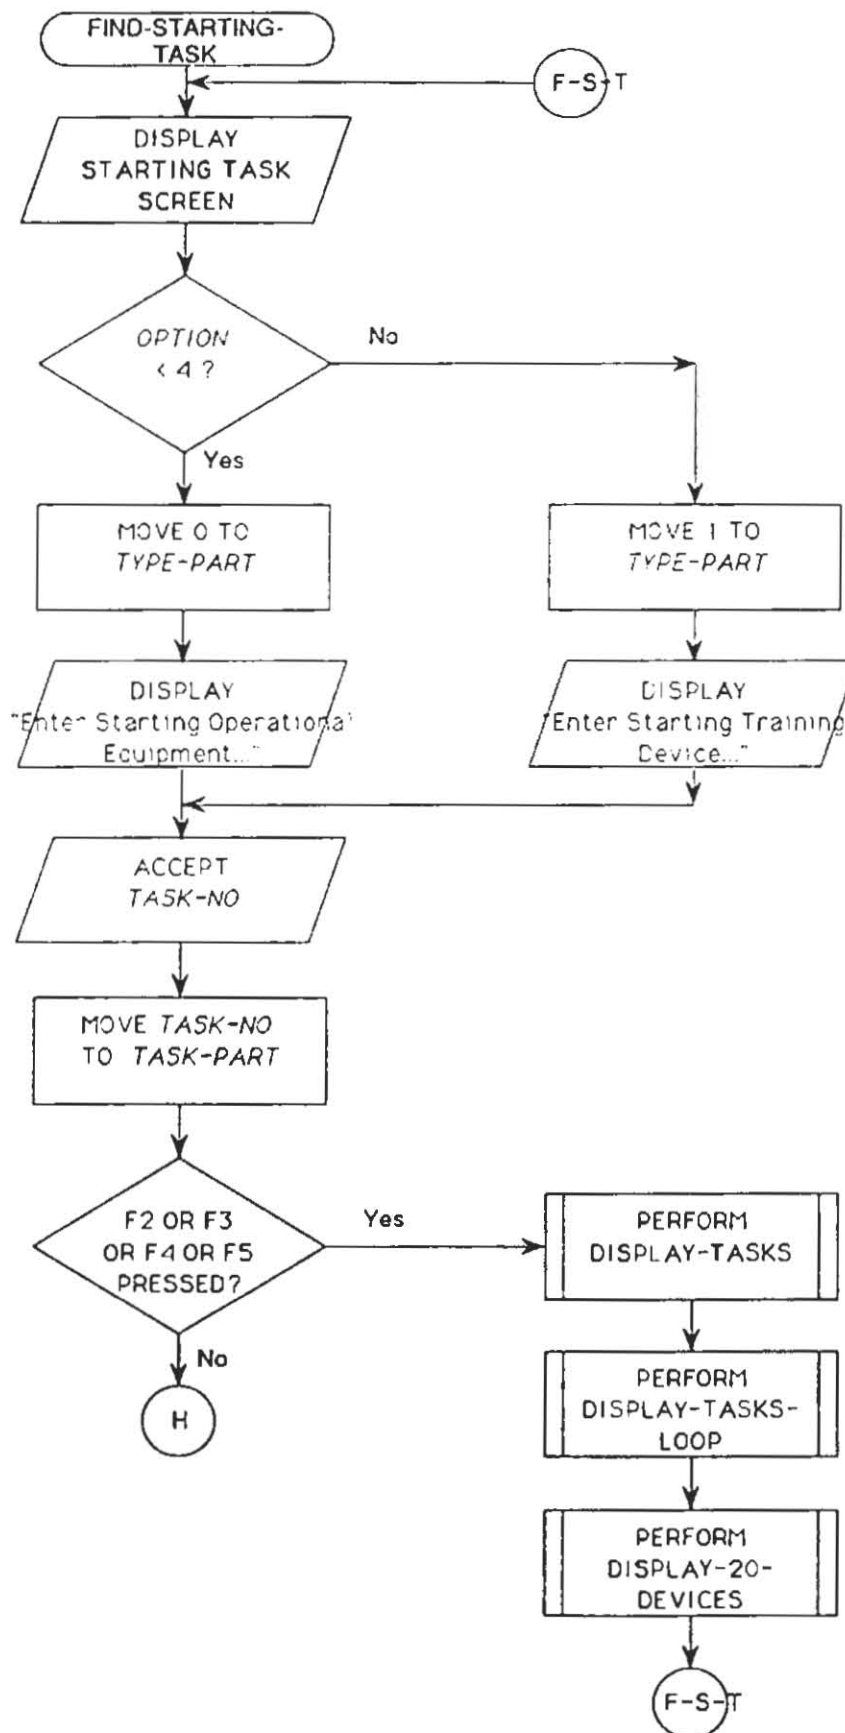 FIND-STARTING-
TASK
F-S-T
DISPLAY
STARTING TASK
SCREEN
OPTION
< 4 ?
No
Yes
MOVE 0 TO
TYPE-PART
MOVE 1 TO
TYPE-PART
DISPLAY
"Enter Starting Operational
Equipment..."
DISPLAY
"Enter Starting Training
Device..."
ACCEPT
TASK-NO
MOVE TASK-NO
TO TASK-PART
F2 OR F3
OR F4 OR F5
PRESSED?
Yes
No
H
PERFORM
DISPLAY-TASKS
PERFORM
DISPLAY-TASKS-
LOOP
PERFORM
DISPLAY-20-
DEVICES
F-S-T